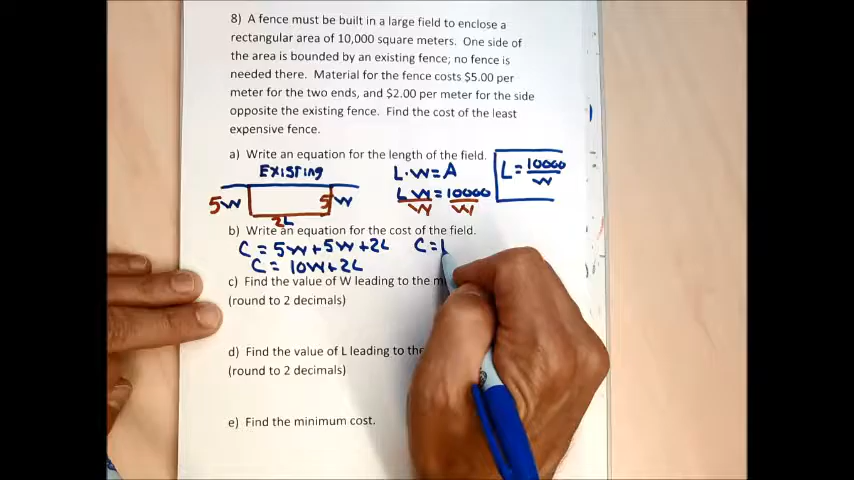 8) A fence must be built in a large field to enclose a
rectangular area of 10,000 square meters. One side of
the area is bounded by an existing fence; no fence is
needed there. Material for the fence costs $5.00 per
meter for the two ends, and $2.00 per meter for the side
opposite the existing fence. Find the cost of the least
expensive fence.
a) Write an equation for the length of the field.
EXISTING
5W 5W
2L
L·W=A
LW=10000
W W
L=10000
W
b) Write an equation for the cost of the field.
C=5W+5W+2L C=1
C=10W+2L
c) Find the value of W leading to the
(round to 2 decimals)
d) Find the value of L leading to the
(round to 2 decimals)
e) Find the minimum cost.